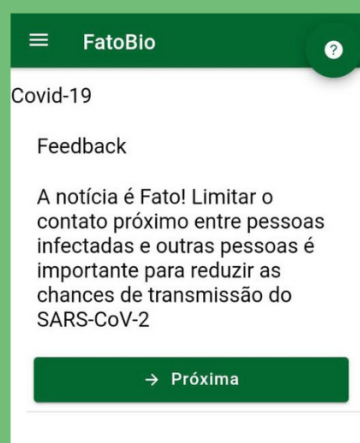 FatoBio
?
Covid-19
Feedback
A notícia é Fato! Limitar o
contato próximo entre pessoas
infectadas e outras pessoas é
importante para reduzir as
chances de transmissão do
SARS-CoV-2
→ Próxima